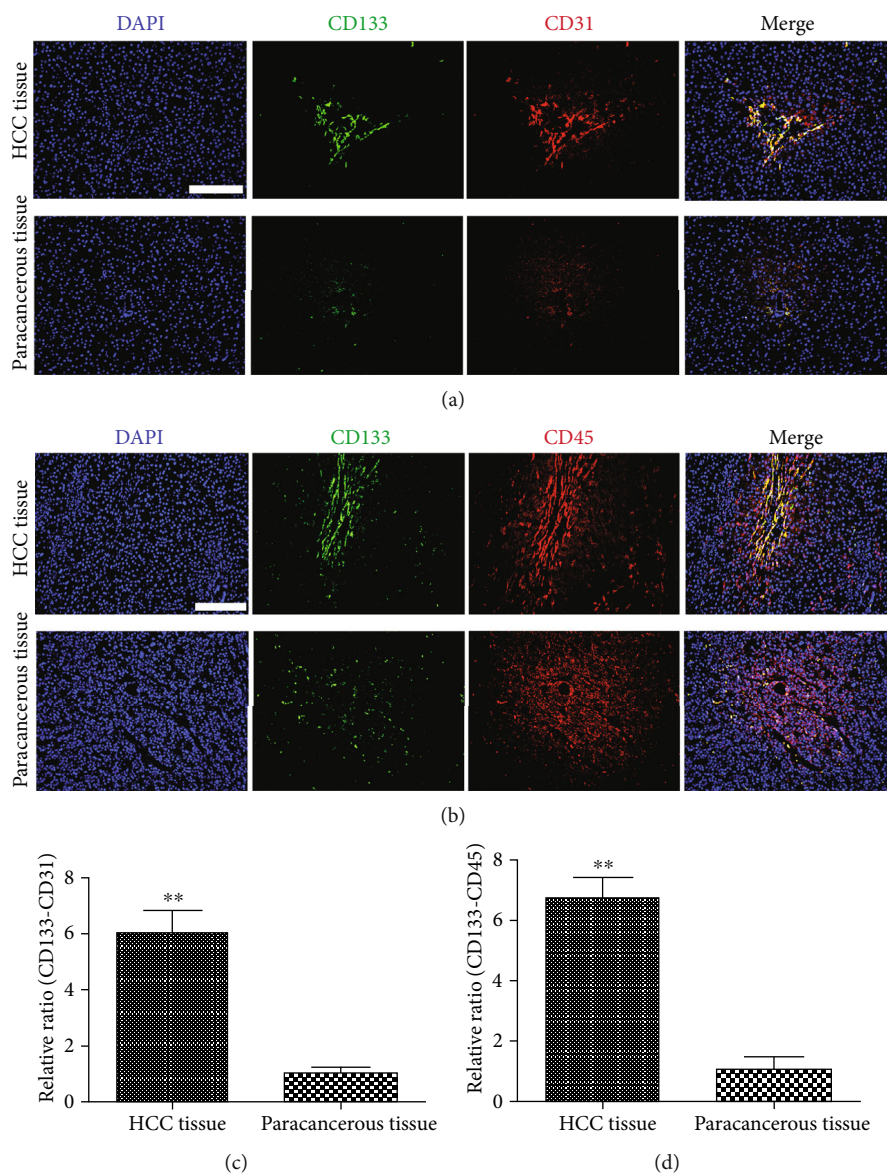 DAPI CD133 CD31 Merge
HCC tissue
Paracancerous tissue
(a)
DAPI CD133 CD45 Merge
HCC tissue
Paracancerous tissue
(b)
Relative ratio (CD133-CD31)
8
6
4
2
0
**
HCC tissue Paracancerous tissue
(c)
Relative ratio (CD133-CD45)
8
6
4
2
0
**
HCC tissue Paracancerous tissue
(d)